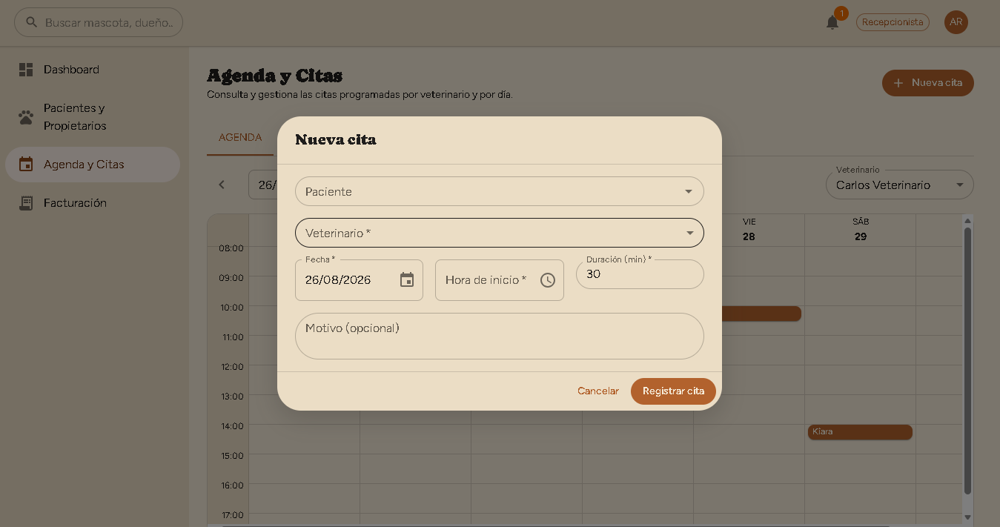 Buscar mascota, dueño..
1
Recepcionista
AR
Dashboard
Pacientes y
Propietarios
Agenda y Citas
Facturación
Agenda y Citas
Consulta y gestiona las citas programadas por veterinario y por día.
+ Nueva cita
AGENDA
26/
Veterinario
Carlos Veterinario
VIE
28
SÁB
29
08:00
09:00
10:00
11:00
12:00
13:00
14:00
15:00
16:00
17:00
Kiara
Nueva cita
Paciente
Veterinario *
Fecha *
26/08/2026
Hora de inicio *
Duración (min) *
30
Motivo (opcional)
Cancelar
Registrar cita